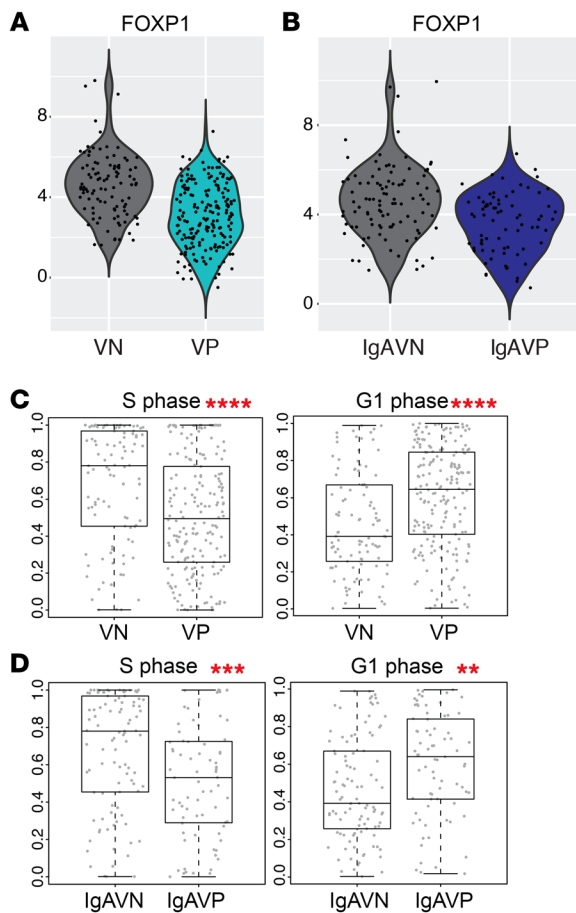 A
FOXP1
8
4
0
VN VP
B
FOXP1
8
4
0
IgAVN IgAVP
C
S phase ****
1.0
0.8
0.6
0.4
0.2
0.0
VN VP
G1 phase ****
1.0
0.8
0.6
0.4
0.2
0.0
VN VP
D
S phase ***
1.0
0.8
0.6
0.4
0.2
0.0
IgAVN IgAVP
G1 phase **
1.0
0.8
0.6
0.4
0.2
0.0
IgAVN IgAVP